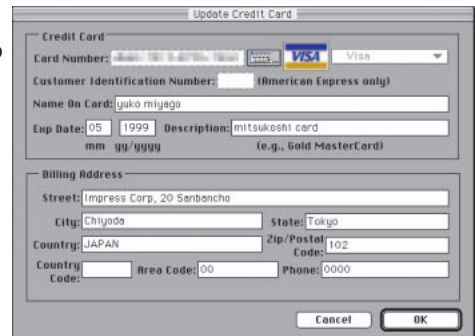 Update Credit Card
Credit Card
Card Number: VISA Visa
Customer Identification Number: (American Express only)
Name On Card: yuko miyago
Exp Date: 05 1999 Description: mitsukoshi card
mm yy/yyyy (e.g., Gold MasterCard)
Billing Address
Street: Impress Corp, 20 Sanbancho
City: Chiyoda State: Tokyo
Country: JAPAN Zip/Postal Code: 102
Country Code: Area Code: 00 Phone: 0000
Cancel OK